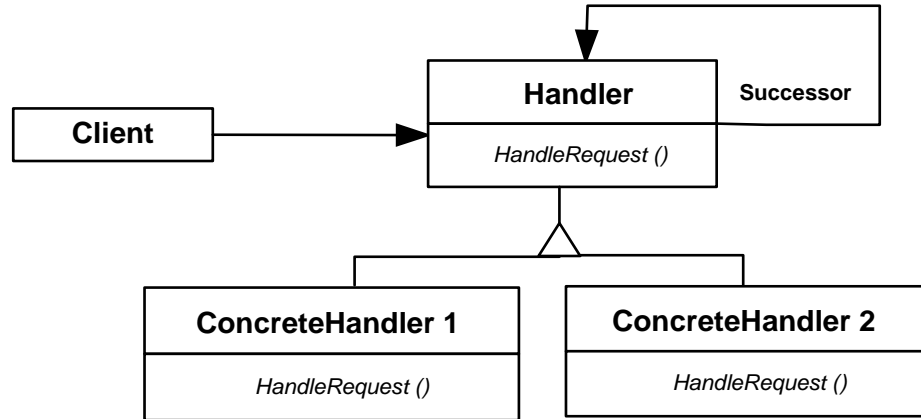 Handler
Successor
Client
HandleRequest ()
ConcreteHandler 1
ConcreteHandler 2
HandleRequest ()
HandleRequest ()